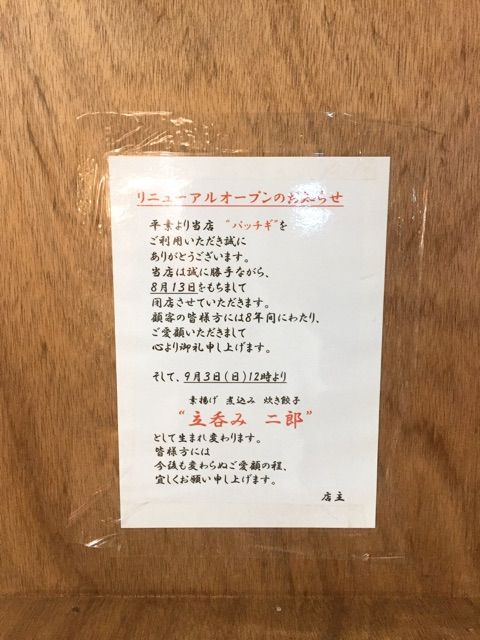 リニューアルオープンのお知らせ
平素より当店 “パッチギ”を
ご利用いただき誠に
ありがとうございます。
当店は誠に勝手ながら、
8月13日をもちまして
閉店させていただきます。
顧客の皆様方には8年間にわたり、
ご愛顧いただきまして
心より御礼申し上げます。
そして、9月3日(日)12時より
素揚げ 煮込み 炊き餃子
“立呑み 二郎”
として生まれ変わります。
皆様方には
今後も変わらぬご愛顧の程、
宜しくお願い申し上げます。
店主